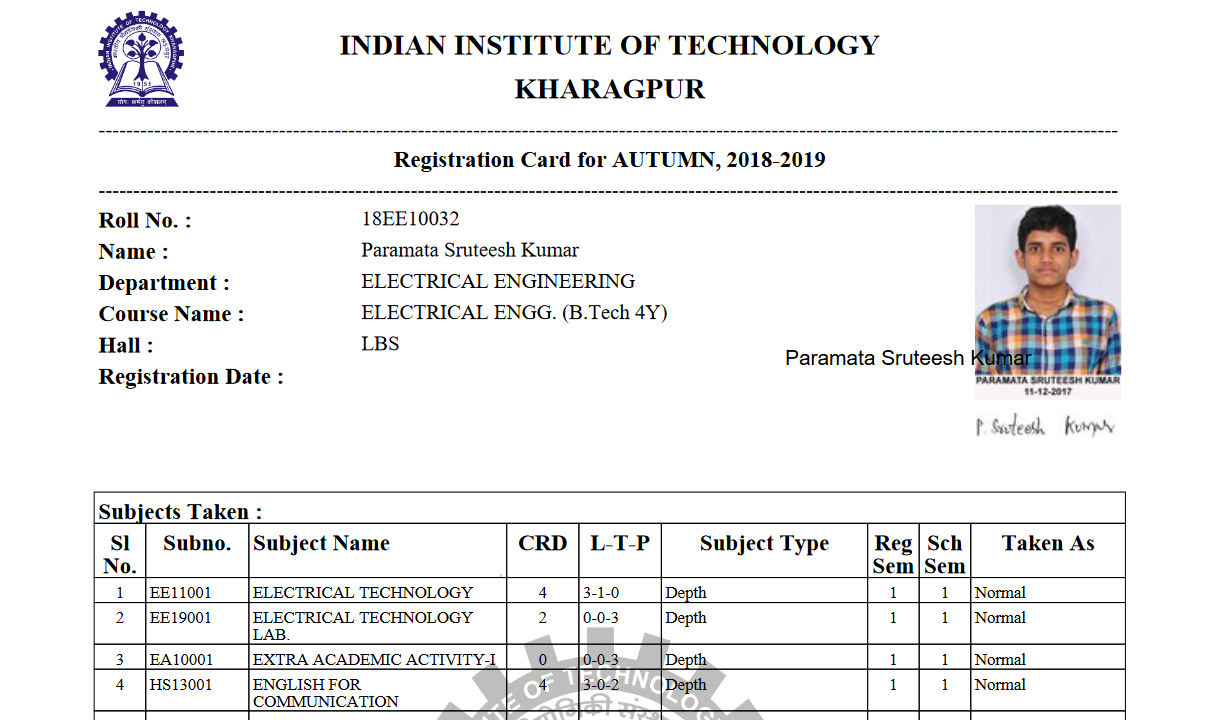 INDIAN INSTITUTE OF TECHNOLOGY
KHARAGPUR
Registration Card for AUTUMN, 2018-2019
Roll No. : 18EE10032
Name : Paramata Sruteesh Kumar
Department : ELECTRICAL ENGINEERING
Course Name : ELECTRICAL ENGG. (B.Tech 4Y)
Hall : LBS
Registration Date :
Paramata Sruteesh Kumar
PARAMATA SRUTEESH KUMAR
11-12-2017
P. Sruteesh Kumar
Subjects Taken :
Sl No. Subno. Subject Name CRD L-T-P Subject Type Reg Sem Sch Sem Taken As
1 EE11001 ELECTRICAL TECHNOLOGY 4 3-1-0 Depth 1 1 Normal
2 EE19001 ELECTRICAL TECHNOLOGY LAB. 2 0-0-3 Depth 1 1 Normal
3 EA10001 EXTRA ACADEMIC ACTIVITY-I 0 0-0-3 Depth 1 1 Normal
4 HS13001 ENGLISH FOR COMMUNICATION 4 3-0-2 Depth 1 1 Normal